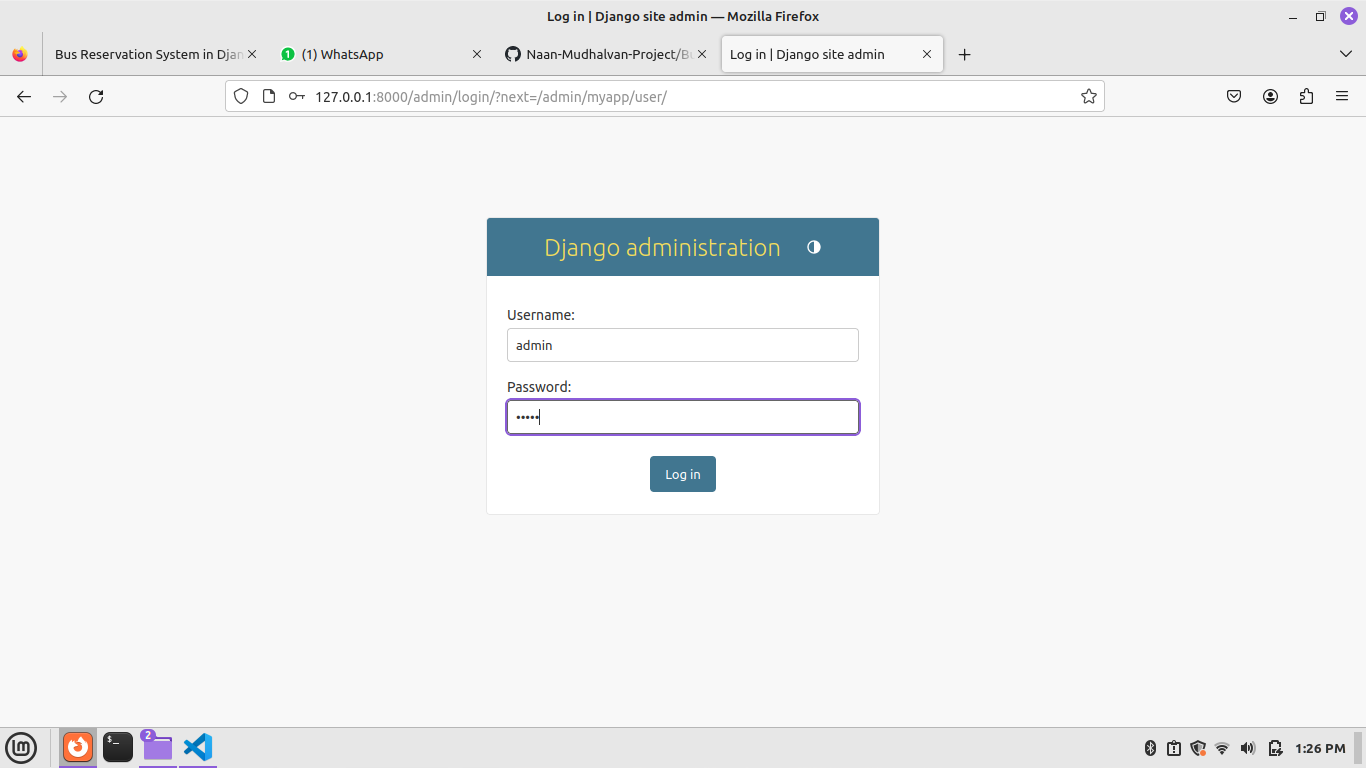 Log in | Django site admin — Mozilla Firefox
Bus Reservation System in Djan
1
(1) WhatsApp
Naan-Mudhalvan-Project/Bu
Log in | Django site admin
127.0.0.1:8000/admin/login/?next=/admin/myapp/user/
Django administration
Username:
admin
Password:
•••••
Log in
$_
2
1:26 PM